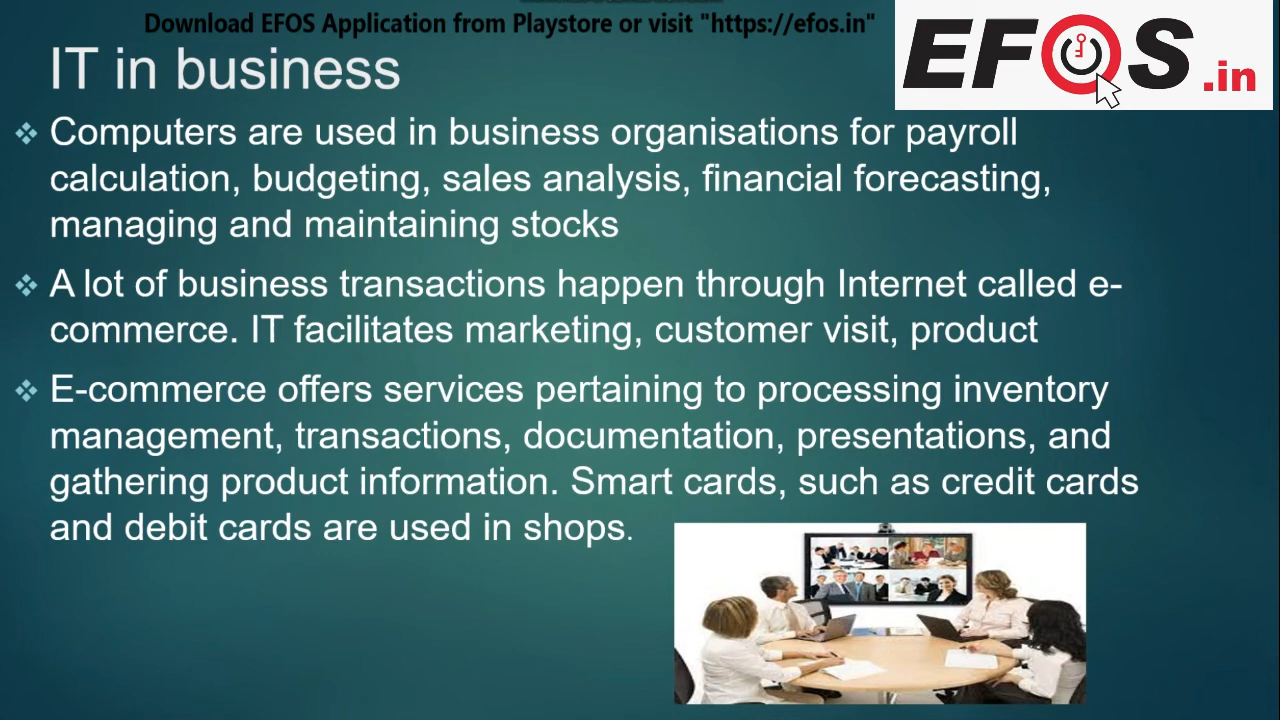 Download EFOS Application from Playstore or visit "https://efos.in"
EFOS.in
IT in business
❖ Computers are used in business organisations for payroll
calculation, budgeting, sales analysis, financial forecasting,
managing and maintaining stocks
❖ A lot of business transactions happen through Internet called e-
commerce. IT facilitates marketing, customer visit, product
❖ E-commerce offers services pertaining to processing inventory
management, transactions, documentation, presentations, and
gathering product information. Smart cards, such as credit cards
and debit cards are used in shops.